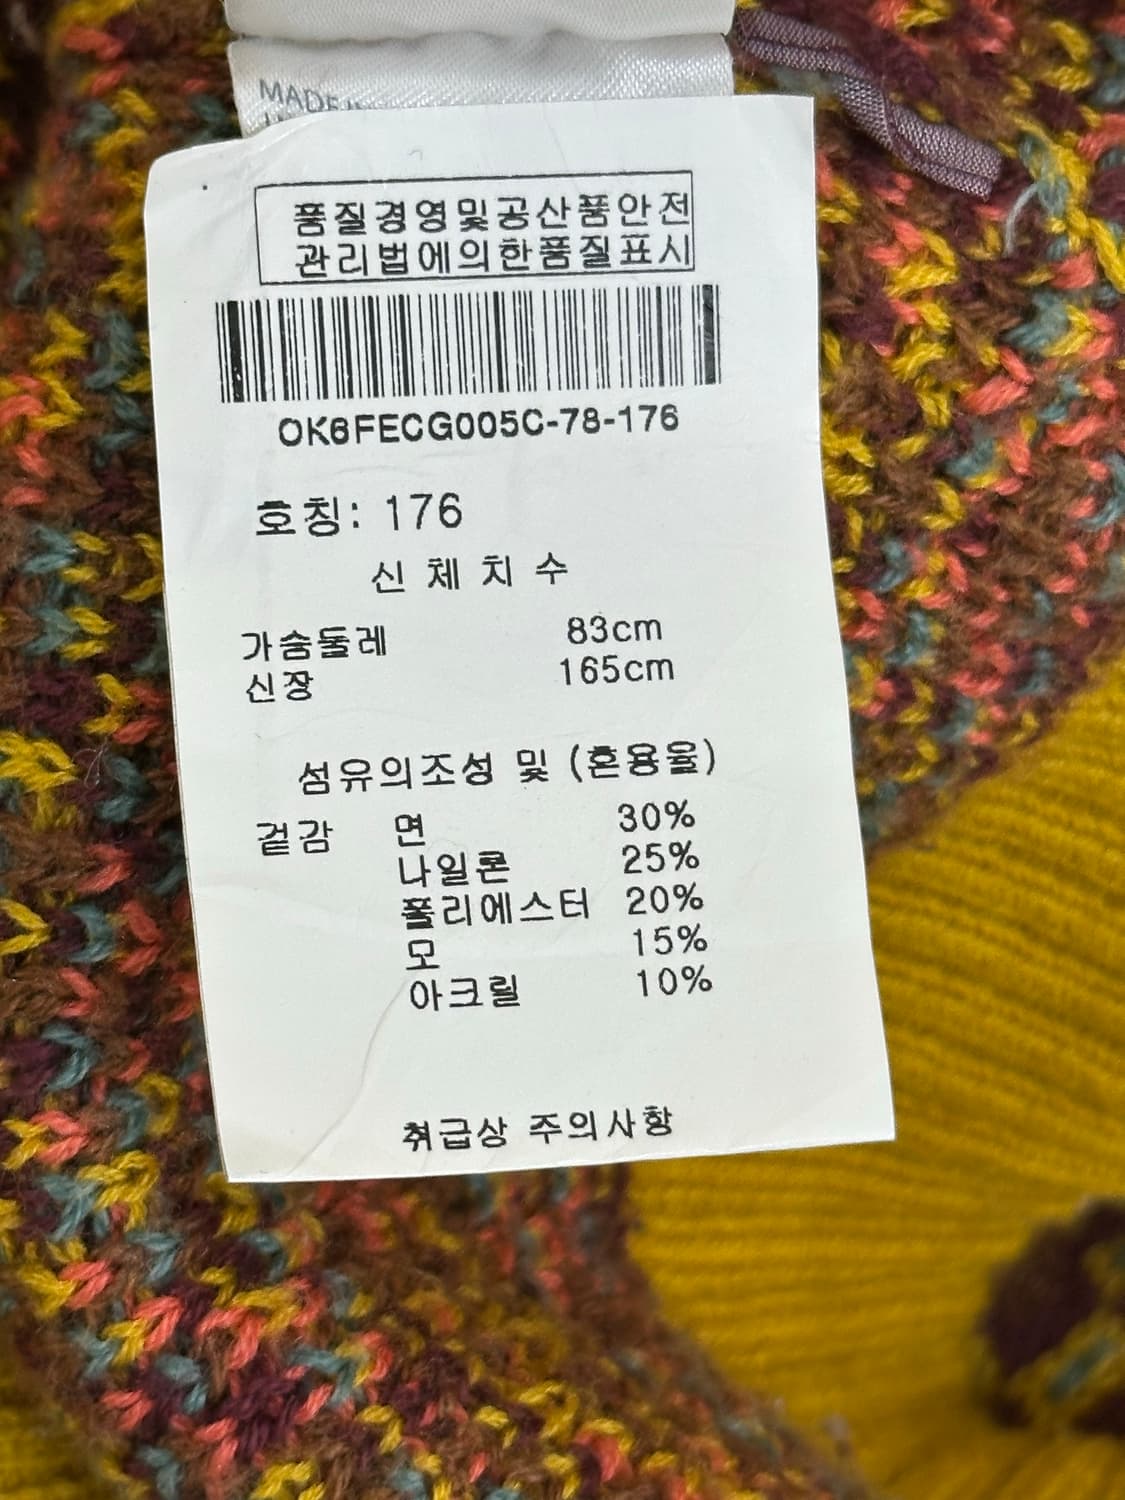 MADE IN
품질경영및공산품안전
관리법에의한품질표시
OK6FECG005C-78-176
호칭: 176
신체치수
가슴둘레 83cm
신장 165cm
섬유의조성 및 (혼용율)
겉감 면 30%
나일론 25%
폴리에스터 20%
모 15%
아크릴 10%
취급상 주의사항